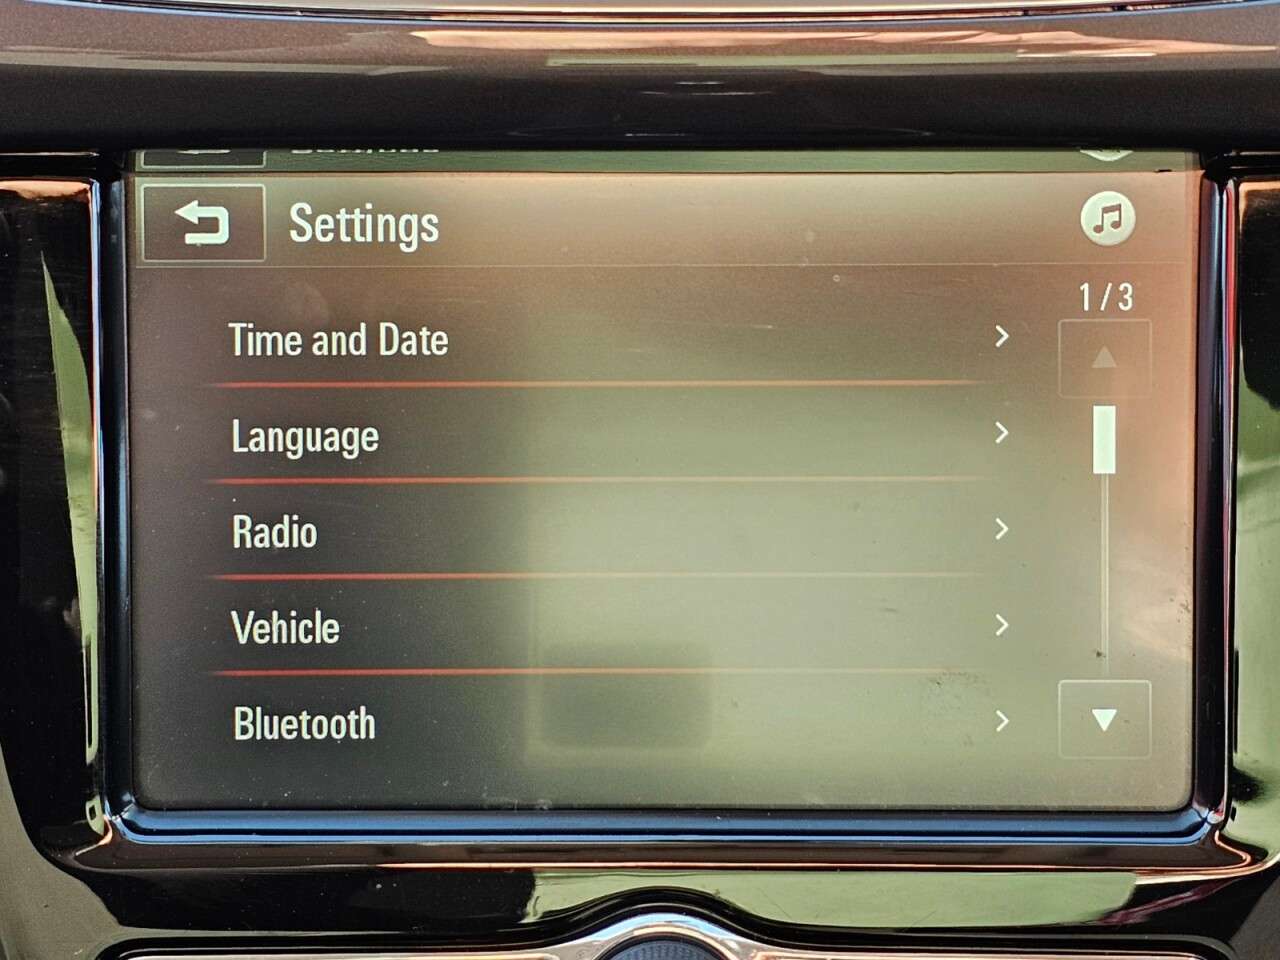 Settings
1/3
Time and Date
Language
Radio
Vehicle
Bluetooth